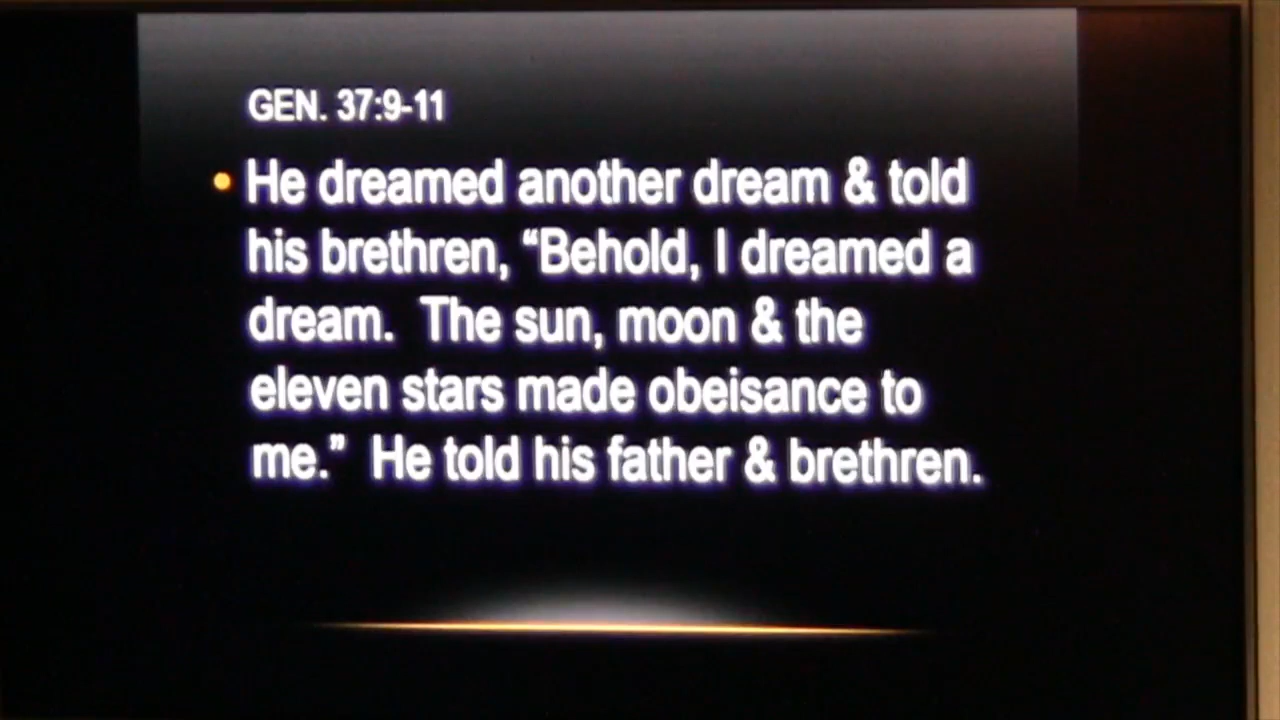 GEN. 37:9-11
• He dreamed another dream & told
his brethren, “Behold, I dreamed a
dream.  The sun, moon & the
eleven stars made obeisance to
me.”  He told his father & brethren.